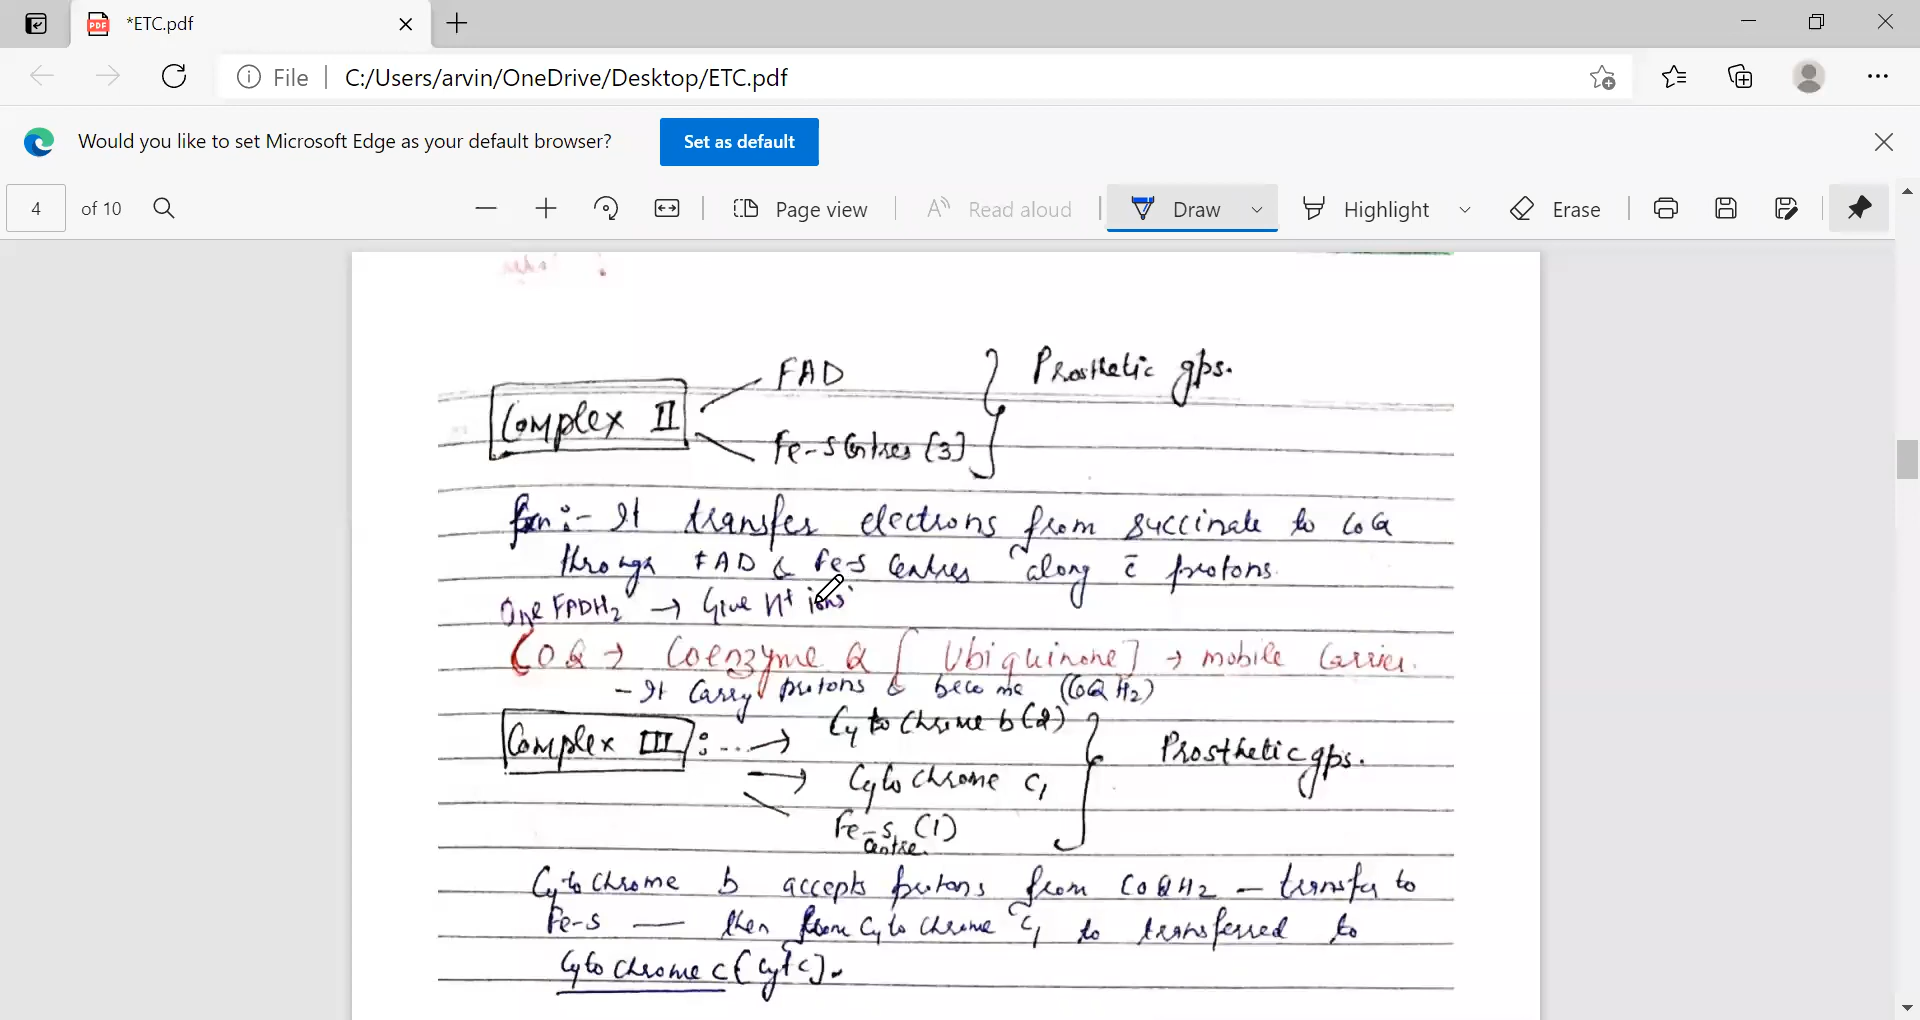 *ETC.pdf
File | C:/Users/arvin/OneDrive/Desktop/ETC.pdf
Would you like to set Microsoft Edge as your default browser? Set as default
4 of 10 Page view Read aloud Draw Highlight Erase
FAD
Prosthetic gps.
Complex II
Fe-S Centres [3]
fxn :- It transfer electrons from succinate to CoQ
through FAD & Fe-S Centres along c̄ protons.
One FADH2 → Give H+ ions
COQ → Coenzyme Q [Ubiquinone] → mobile Carrier.
- It Carry protons & become (CoQH2)
Cytochrome b(2)
Complex III :... → Prosthetic gps.
→ Cytochrome c1
Fe-S (1)
Centre.
Cytochrome b accepts protons from COQH2 — transfer to
Fe-S — then from Cytochrome c1 to transferred to
Cytochrome c [Cyt c].